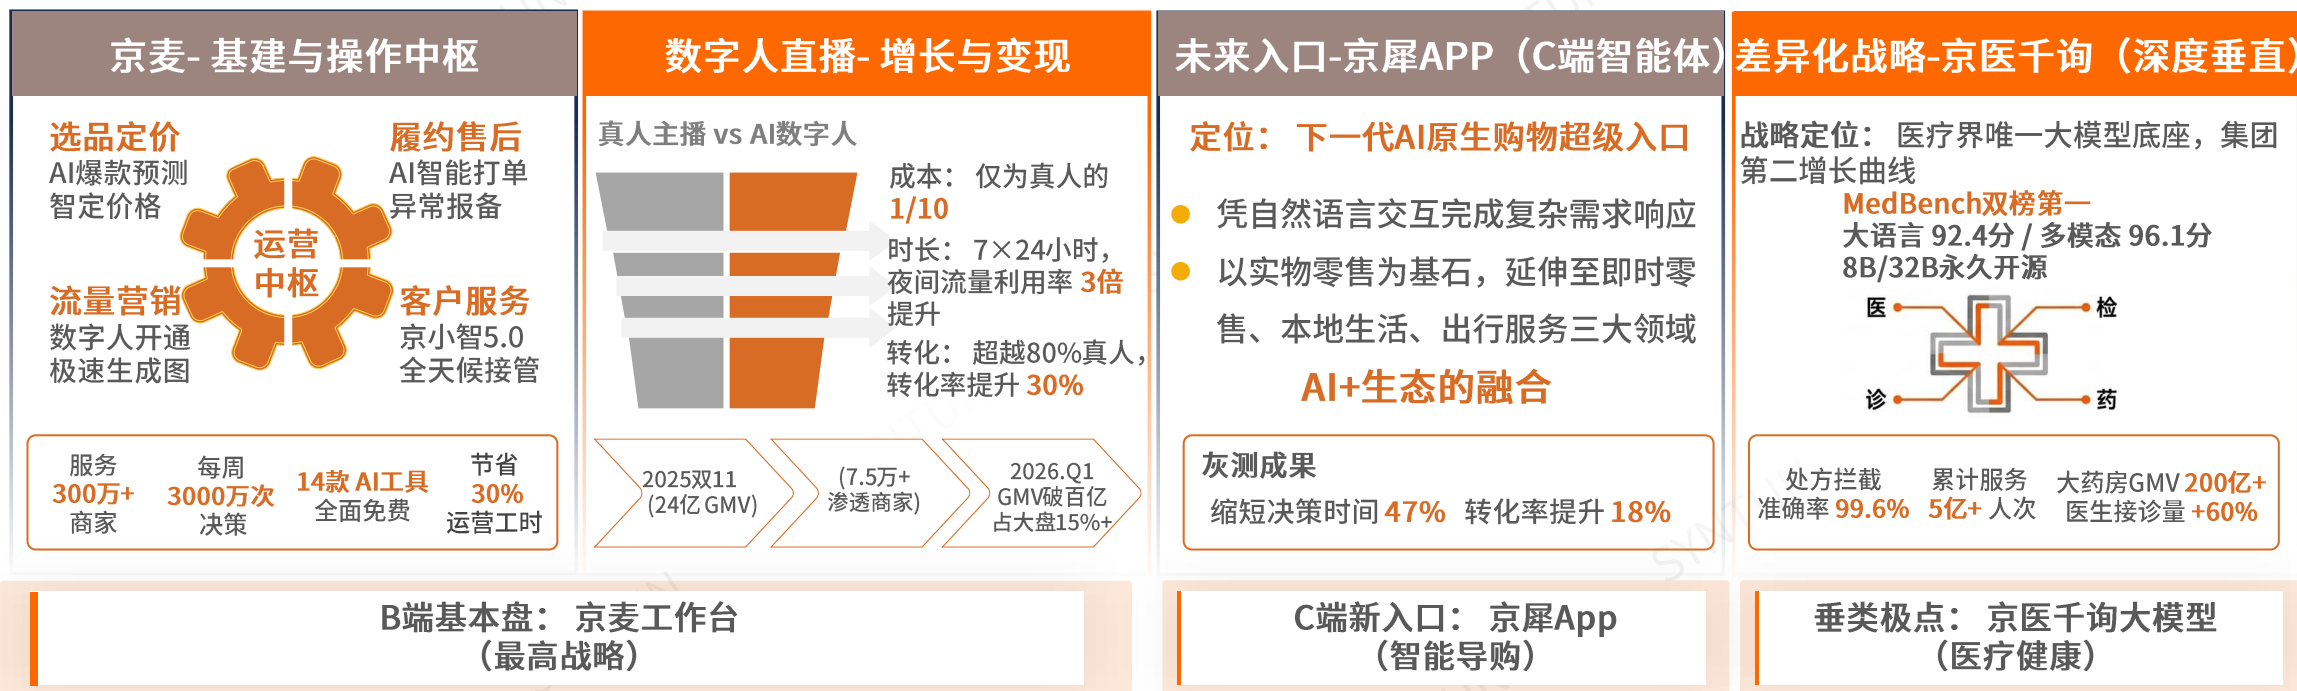 京麦- 基建与操作中枢
选品定价
AI爆款预测
智定价格
履约售后
AI智能打单
异常报备
运营
中枢
流量营销
数字人开通
极速生成图
客户服务
京小智5.0
全天候接管
服务
300万+
商家
每周
3000万次
决策
14款 AI工具
全面免费
节省
30%
运营工时
数字人直播- 增长与变现
真人主播 vs AI数字人
成本： 仅为真人的
1/10
时长： 7×24小时，
夜间流量利用率 3倍
提升
转化： 超越80%真人，
转化率提升 30%
2025双11
(24亿 GMV)
(7.5万+
渗透商家)
2026.Q1
GMV破百亿
占大盘15%+
未来入口-京犀APP（C端智能体）
定位： 下一代AI原生购物超级入口
凭自然语言交互完成复杂需求响应
以实物零售为基石，延伸至即时零
售、本地生活、出行服务三大领域
AI+生态的融合
灰测成果
缩短决策时间 47% 转化率提升 18%
差异化战略-京医千询（深度垂直）
战略定位： 医疗界唯一大模型底座，集团
第二增长曲线
MedBench双榜第一
大语言 92.4分 / 多模态 96.1分
8B/32B永久开源
医
检
诊
药
处方拦截
准确率 99.6%
累计服务
5亿+ 人次
大药房GMV 200亿+
医生接诊量 +60%
B端基本盘： 京麦工作台
（最高战略）
C端新入口： 京犀App
（智能导购）
垂类极点： 京医千询大模型
（医疗健康）